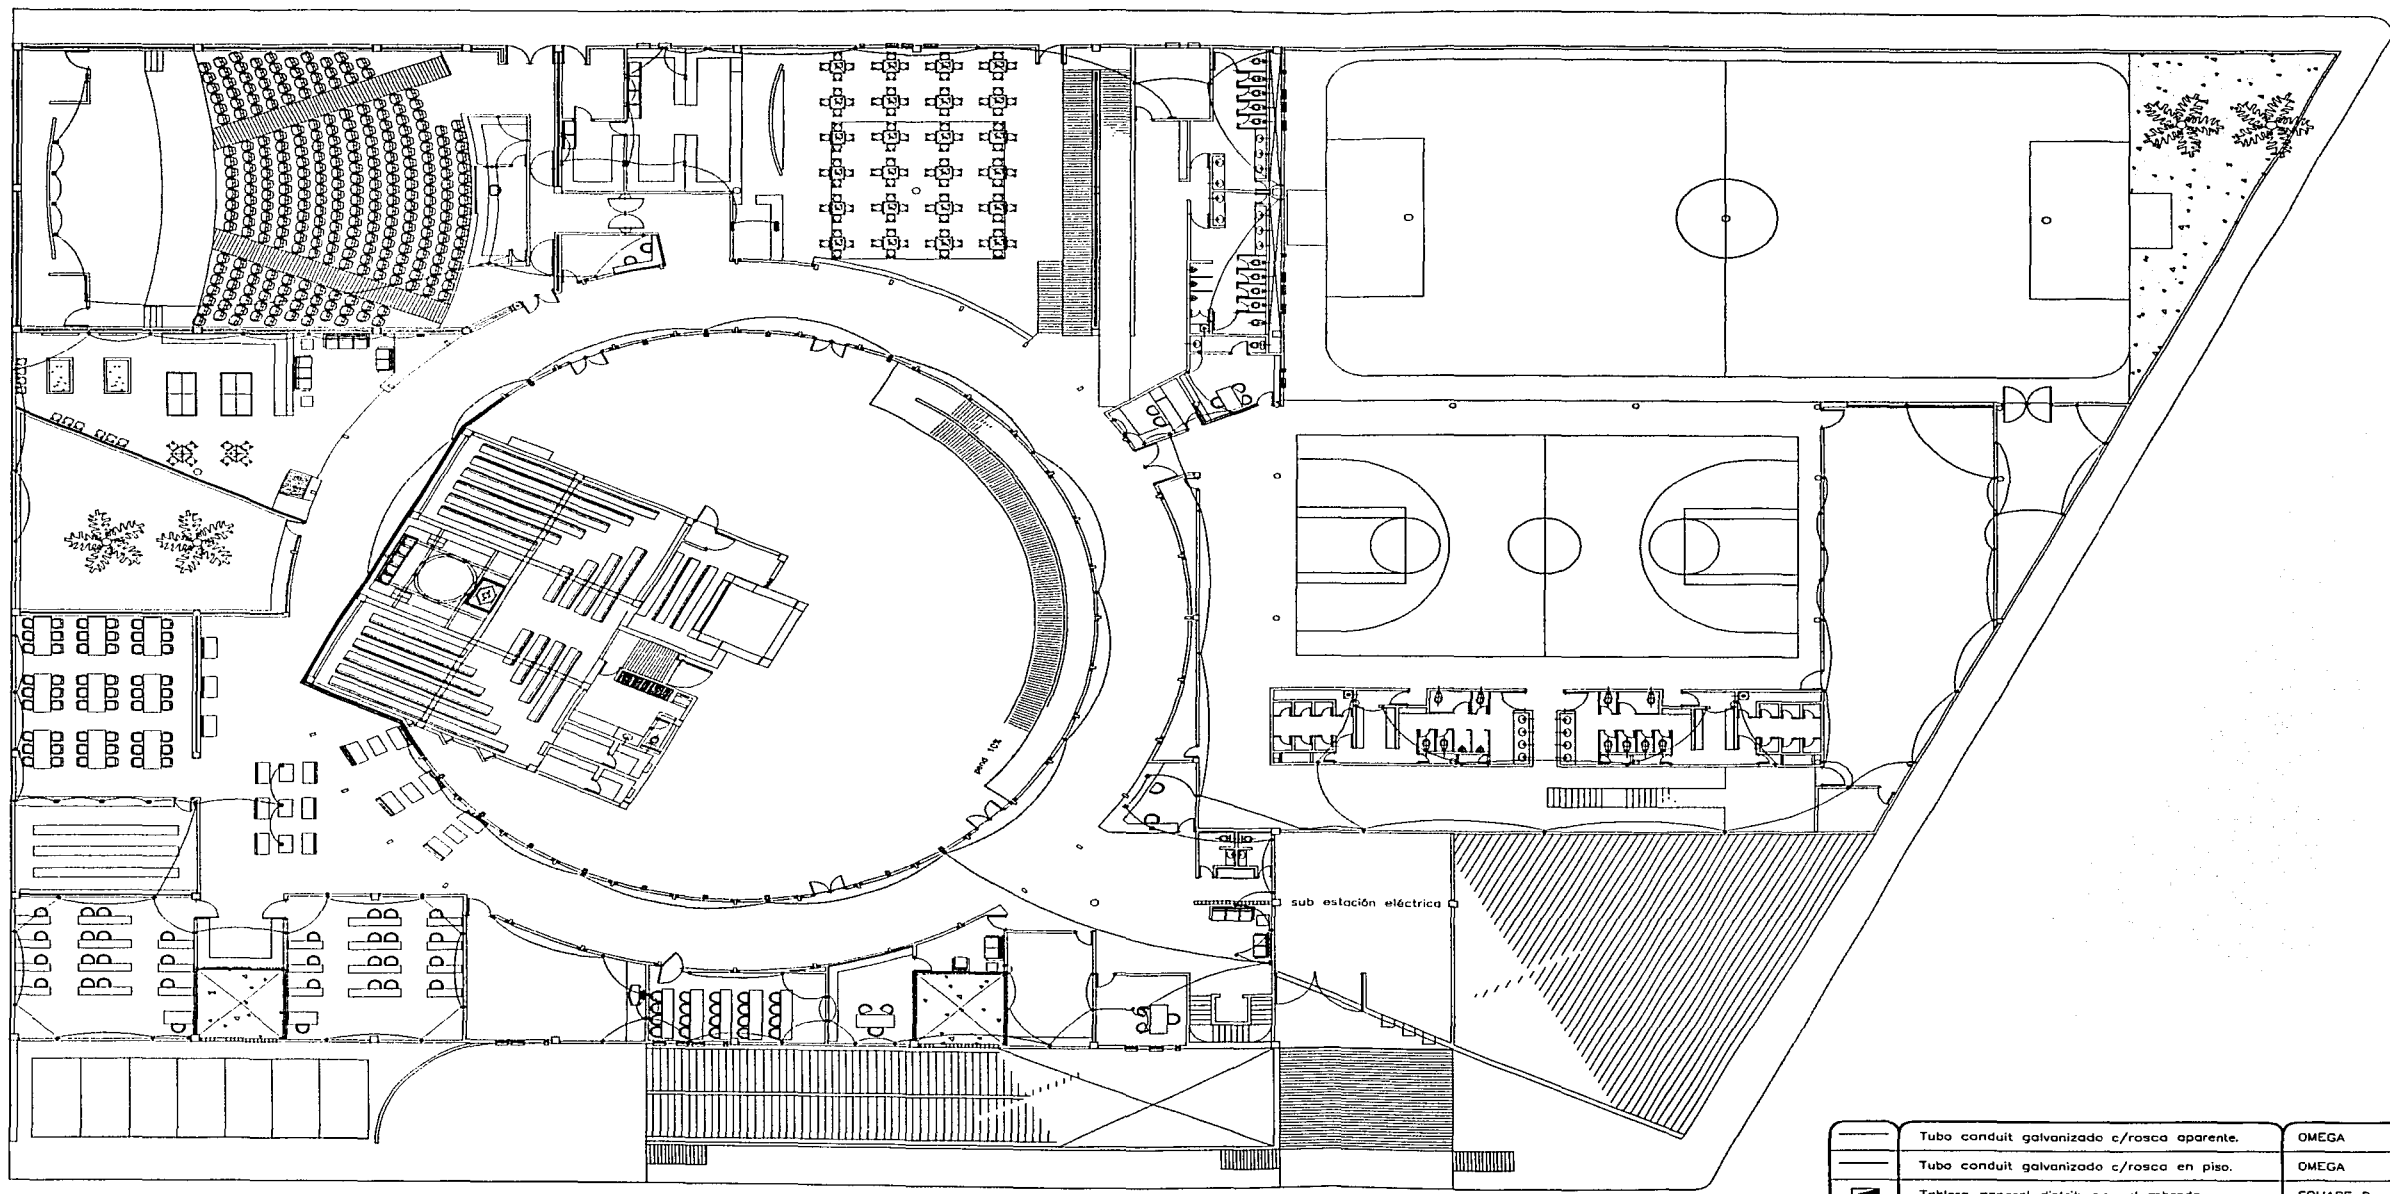 pend 10%
sub estación eléctrica
Tubo conduit galvanizado c/rosca aparente. OMEGA
Tubo conduit galvanizado c/rosca en piso. OMEGA